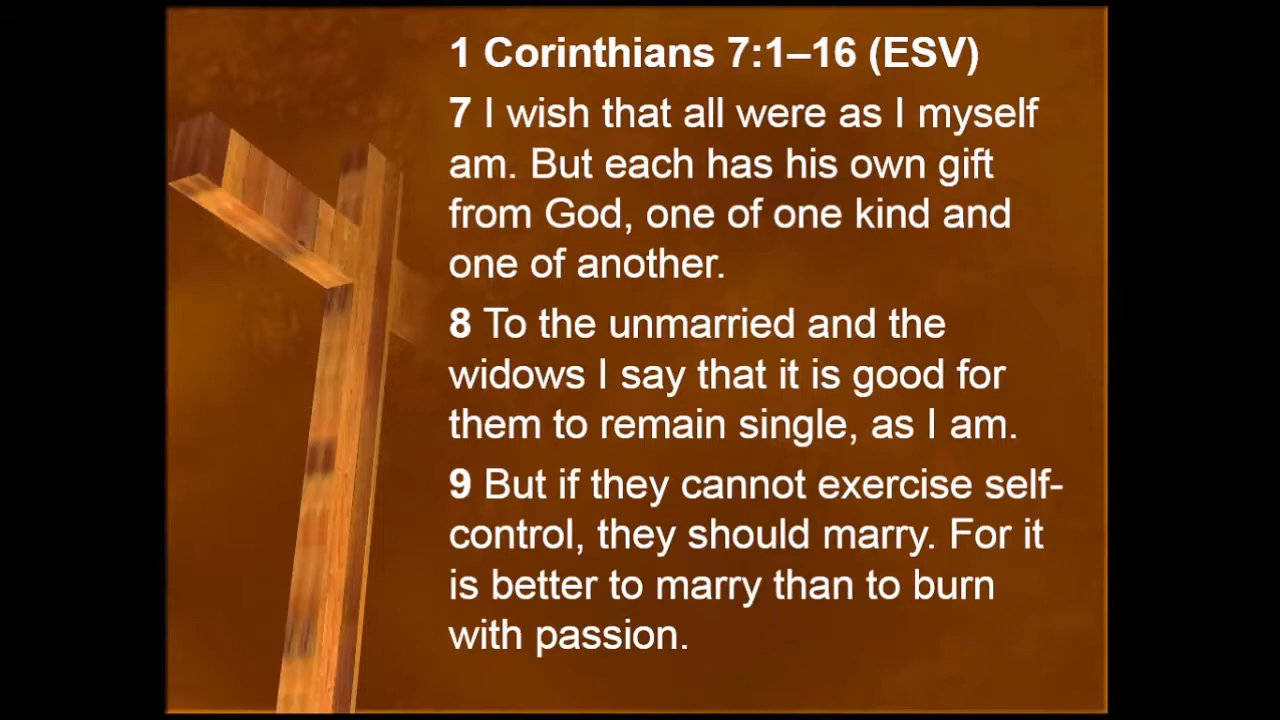 1 Corinthians 7:1–16 (ESV)
7 I wish that all were as I myself
am. But each has his own gift
from God, one of one kind and
one of another.
8 To the unmarried and the
widows I say that it is good for
them to remain single, as I am.
9 But if they cannot exercise self-
control, they should marry. For it
is better to marry than to burn
with passion.